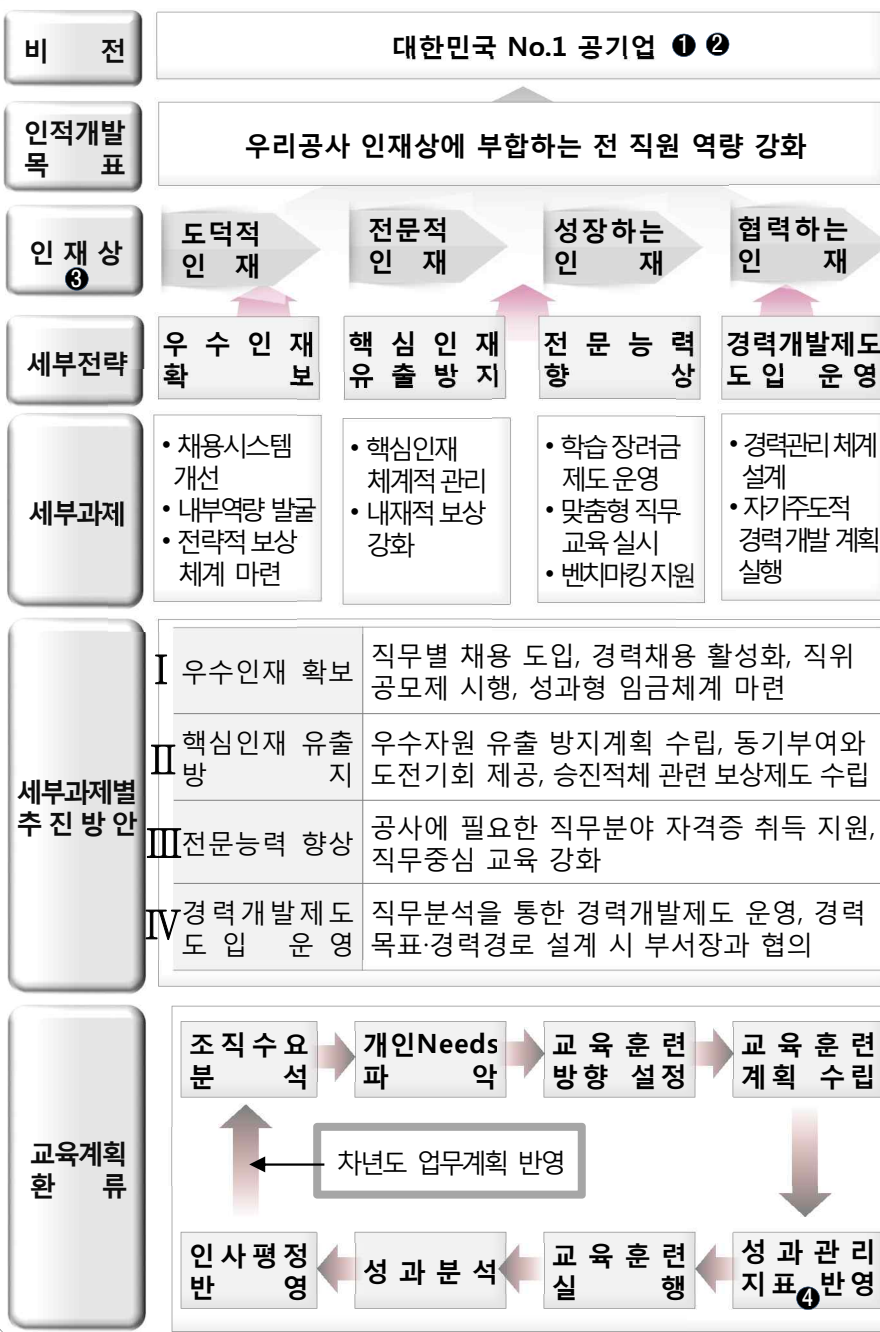 비 전
대한민국 No.1 공기업 ❶ ❷
인적개발
목 표
우리공사 인재상에 부합하는 전 직원 역량 강화
인 재 상
❸
도덕적
인 재
전문적
인 재
성장하는
인 재
협력하는
인 재
세부전략
우 수 인 재
확 보
핵 심 인 재
유 출 방 지
전 문 능 력
향 상
경력개발제도
도 입 운 영
세부과제
• 채용시스템
개선
• 내부역량 발굴
• 전략적 보상
체계 마련
• 핵심인재
체계적 관리
• 내재적 보상
강화
• 학습 장려금
제도 운영
• 맞춤형 직무
교육 실시
• 벤치마킹 지원
• 경력관리 체계
설계
• 자기주도적
경력 개발 계획
실행
세부과제별
추 진 방 안
Ⅰ 우수인재 확보
직무별 채용 도입, 경력채용 활성화, 직위
공모제 시행, 성과형 임금체계 마련
Ⅱ 핵심인재 유출
방 지
우수자원 유출 방지계획 수립, 동기부여와
도전기회 제공, 승진적체 관련 보상제도 수립
Ⅲ 전문능력 향상
공사에 필요한 직무분야 자격증 취득 지원,
직무중심 교육 강화
Ⅳ 경력개발제도
도 입 운 영
직무분석을 통한 경력개발제도 운영, 경력
목표·경력경로 설계 시 부서장과 협의
교육계획
환 류
조 직 수 요
분 석
개인Needs
파 악
교 육 훈 련
방향 설정
교 육 훈 련
계획 수립
차년도 업무계획 반영
인 사 평 정
반 영
성 과 분 석
교 육 훈 련
실 행
성 과 관 리
지 표 ❹ 반 영